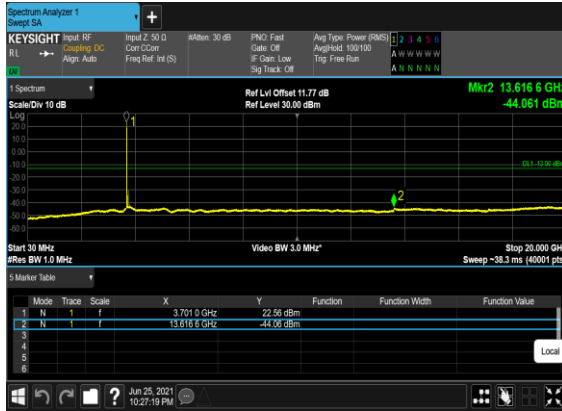 Spectrum Analyzer 1
Swept SA
+
KEYSIGHT Input: RF Input Z: 50 Ω #Atten: 30 dB PNO: Fast Avg Type: Power (RMS) 1 2 3 4 5 6
RL Coupling: DC Corr CCorr Gate: Off Avg|Hold: 100/100 A W W W W W
Align: Auto Freq Ref: Int (S) IF Gain: Low Trig: Free Run
LU Sig Track: Off A N N N N N
1 Spectrum Ref Lvl Offset 11.77 dB Mkr2 13.616 6 GHz
Scale/Div 10 dB Ref Level 30.00 dBm -44.061 dBm
Log
20.0
10.0
0.00
-10.0
-20.0
-30.0
-40.0
-50.0
-60.0
1
DL1 -13.00 dBm
2
Start 30 MHz Video BW 3.0 MHz* Stop 20.000 GHz
#Res BW 1.0 MHz Sweep ~38.3 ms (40001 pts)
5 Marker Table
Mode Trace Scale X Y Function Function Width Function Value
1 N 1 f 3.701 0 GHz 22.56 dBm
2 N 1 f 13.616 6 GHz -44.06 dBm
3
4
5
6
Local
? Jun 25, 2021
10:27:19 PM